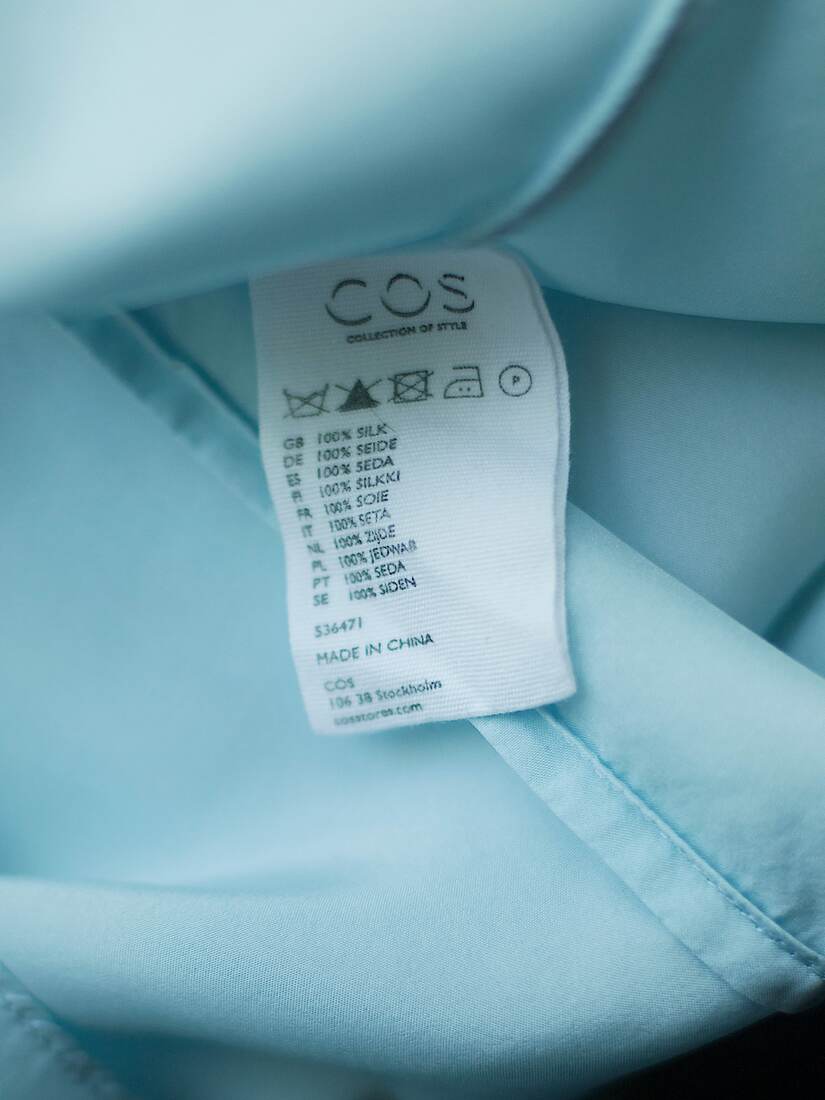 COS
COLLECTION OF STYLE
P
GB 100% SILK
DE 100% SEIDE
ES 100% SEDA
FI 100% SILKKI
FR 100% SOIE
IT 100% SETA
NL 100% ZIJDE
PL 100% JEDWAB
PT 100% SEDA
SE 100% SIDEN
S36471
MADE IN CHINA
COS
106 38 Stockholm
cosstores.com